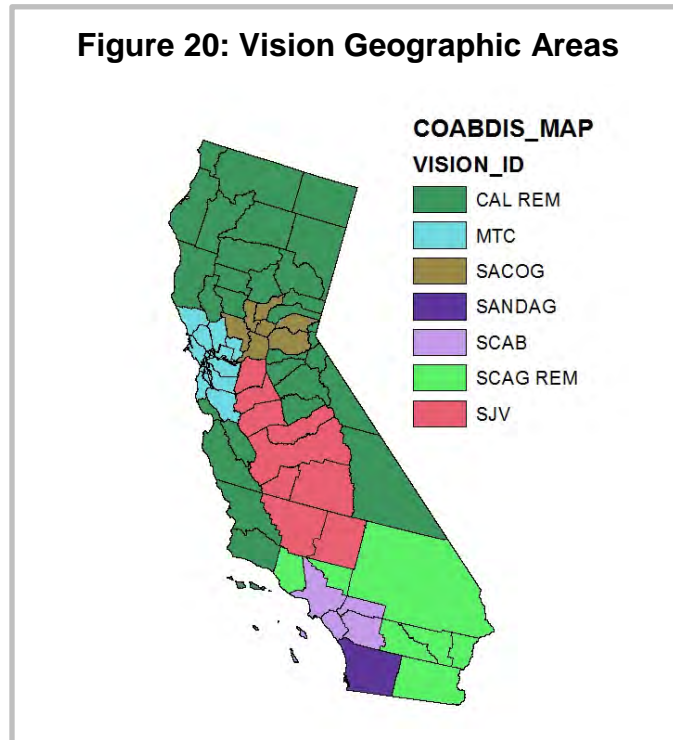 Figure 20: Vision Geographic Areas
COABDIS_MAP
VISION_ID
CAL REM
MTC
SACOG
SANDAG
SCAB
SCAG REM
SJV